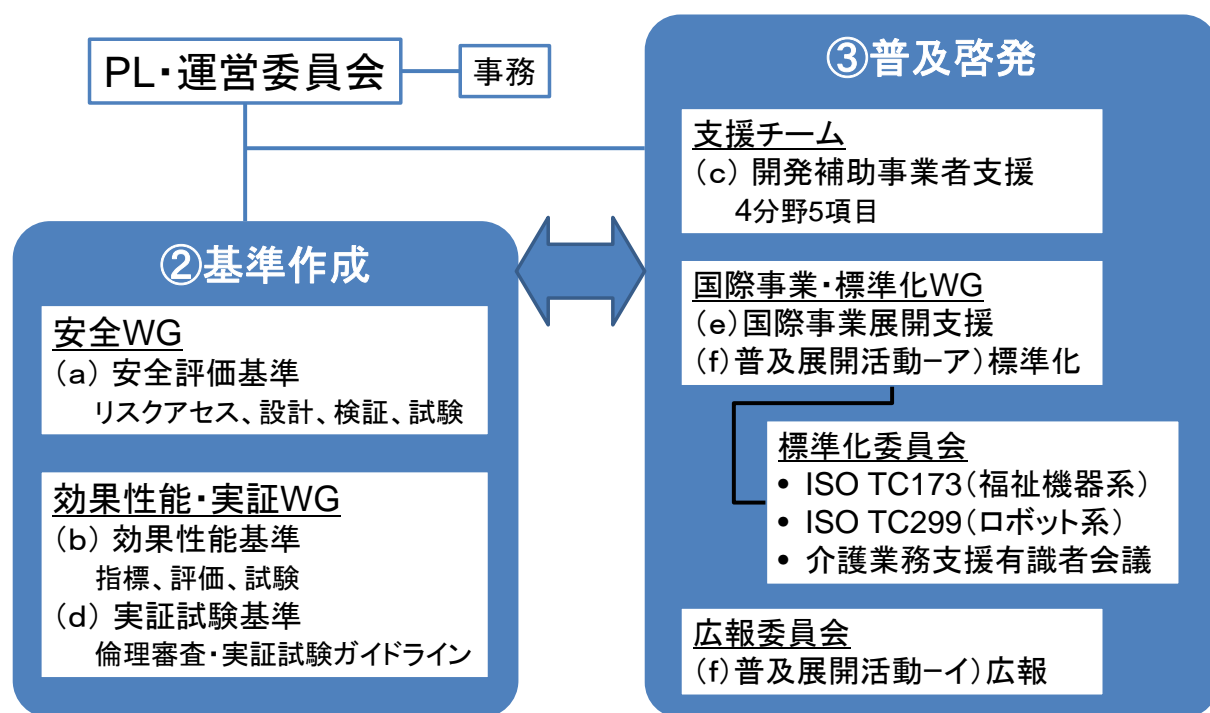 PL・運営委員会
事務
②基準作成
安全WG
(a) 安全評価基準
リスクアセス、設計、検証、試験
効果性能・実証WG
(b) 効果性能基準
指標、評価、試験
(d) 実証試験基準
倫理審査・実証試験ガイドライン
③普及啓発
支援チーム
(c) 開発補助事業者支援
4分野5項目
国際事業・標準化WG
(e)国際事業展開支援
(f)普及展開活動−ア)標準化
標準化委員会
• ISO TC173(福祉機器系)
• ISO TC299(ロボット系)
• 介護業務支援有識者会議
広報委員会
(f)普及展開活動−イ)広報